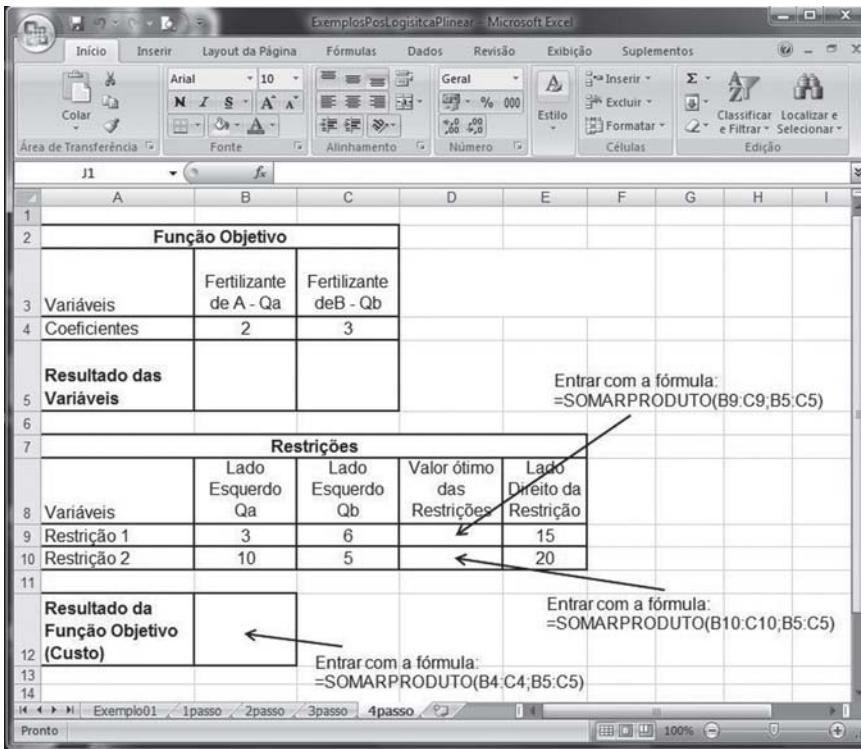 ExemplosPosLogisitcaPlinear - Microsoft Excel
Início Inserir Layout da Página Fórmulas Dados Revisão Exibição Suplementos
Colar
Área de Transferência
Arial 10
N I S A A
A
Fonte
Alinhamento
Geral
% 000
,00 ,00
Número
A
Estilo
Inserir
Excluir
Formatar
Células
Σ
Classificar e Filtrar
Localizar e Selecionar
Edição
J1 fx
A B C D E F G H I
1
2 Função Objetivo
3 Variáveis Fertilizante de A - Qa Fertilizante deB - Qb
4 Coeficientes 2 3
5 Resultado das Variáveis
Entrar com a fórmula:
=SOMARPRODUTO(B9:C9;B5:C5)
6
7 Restrições
8 Variáveis Lado Esquerdo Qa Lado Esquerdo Qb Valor ótimo das Restrições Lado Direito da Restrição
9 Restrição 1 3 6 15
10 Restrição 2 10 5 20
11
Entrar com a fórmula:
=SOMARPRODUTO(B10:C10;B5:C5)
12 Resultado da Função Objetivo (Custo)
Entrar com a fórmula:
=SOMARPRODUTO(B4:C4;B5:C5)
13
14
Exemplo01 1passo 2passo 3passo 4passo
Pronto 100%